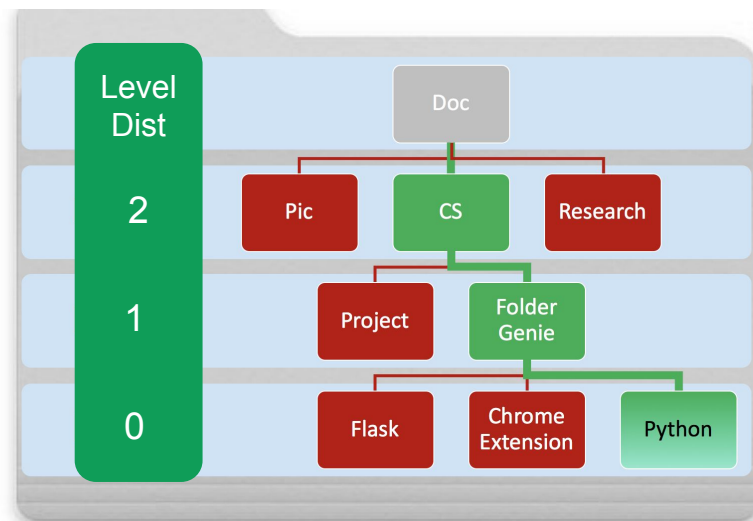 Level
Dist
Doc
2
Pic
CS
Research
1
Project
Folder
Genie
0
Flask
Chrome
Extension
Python